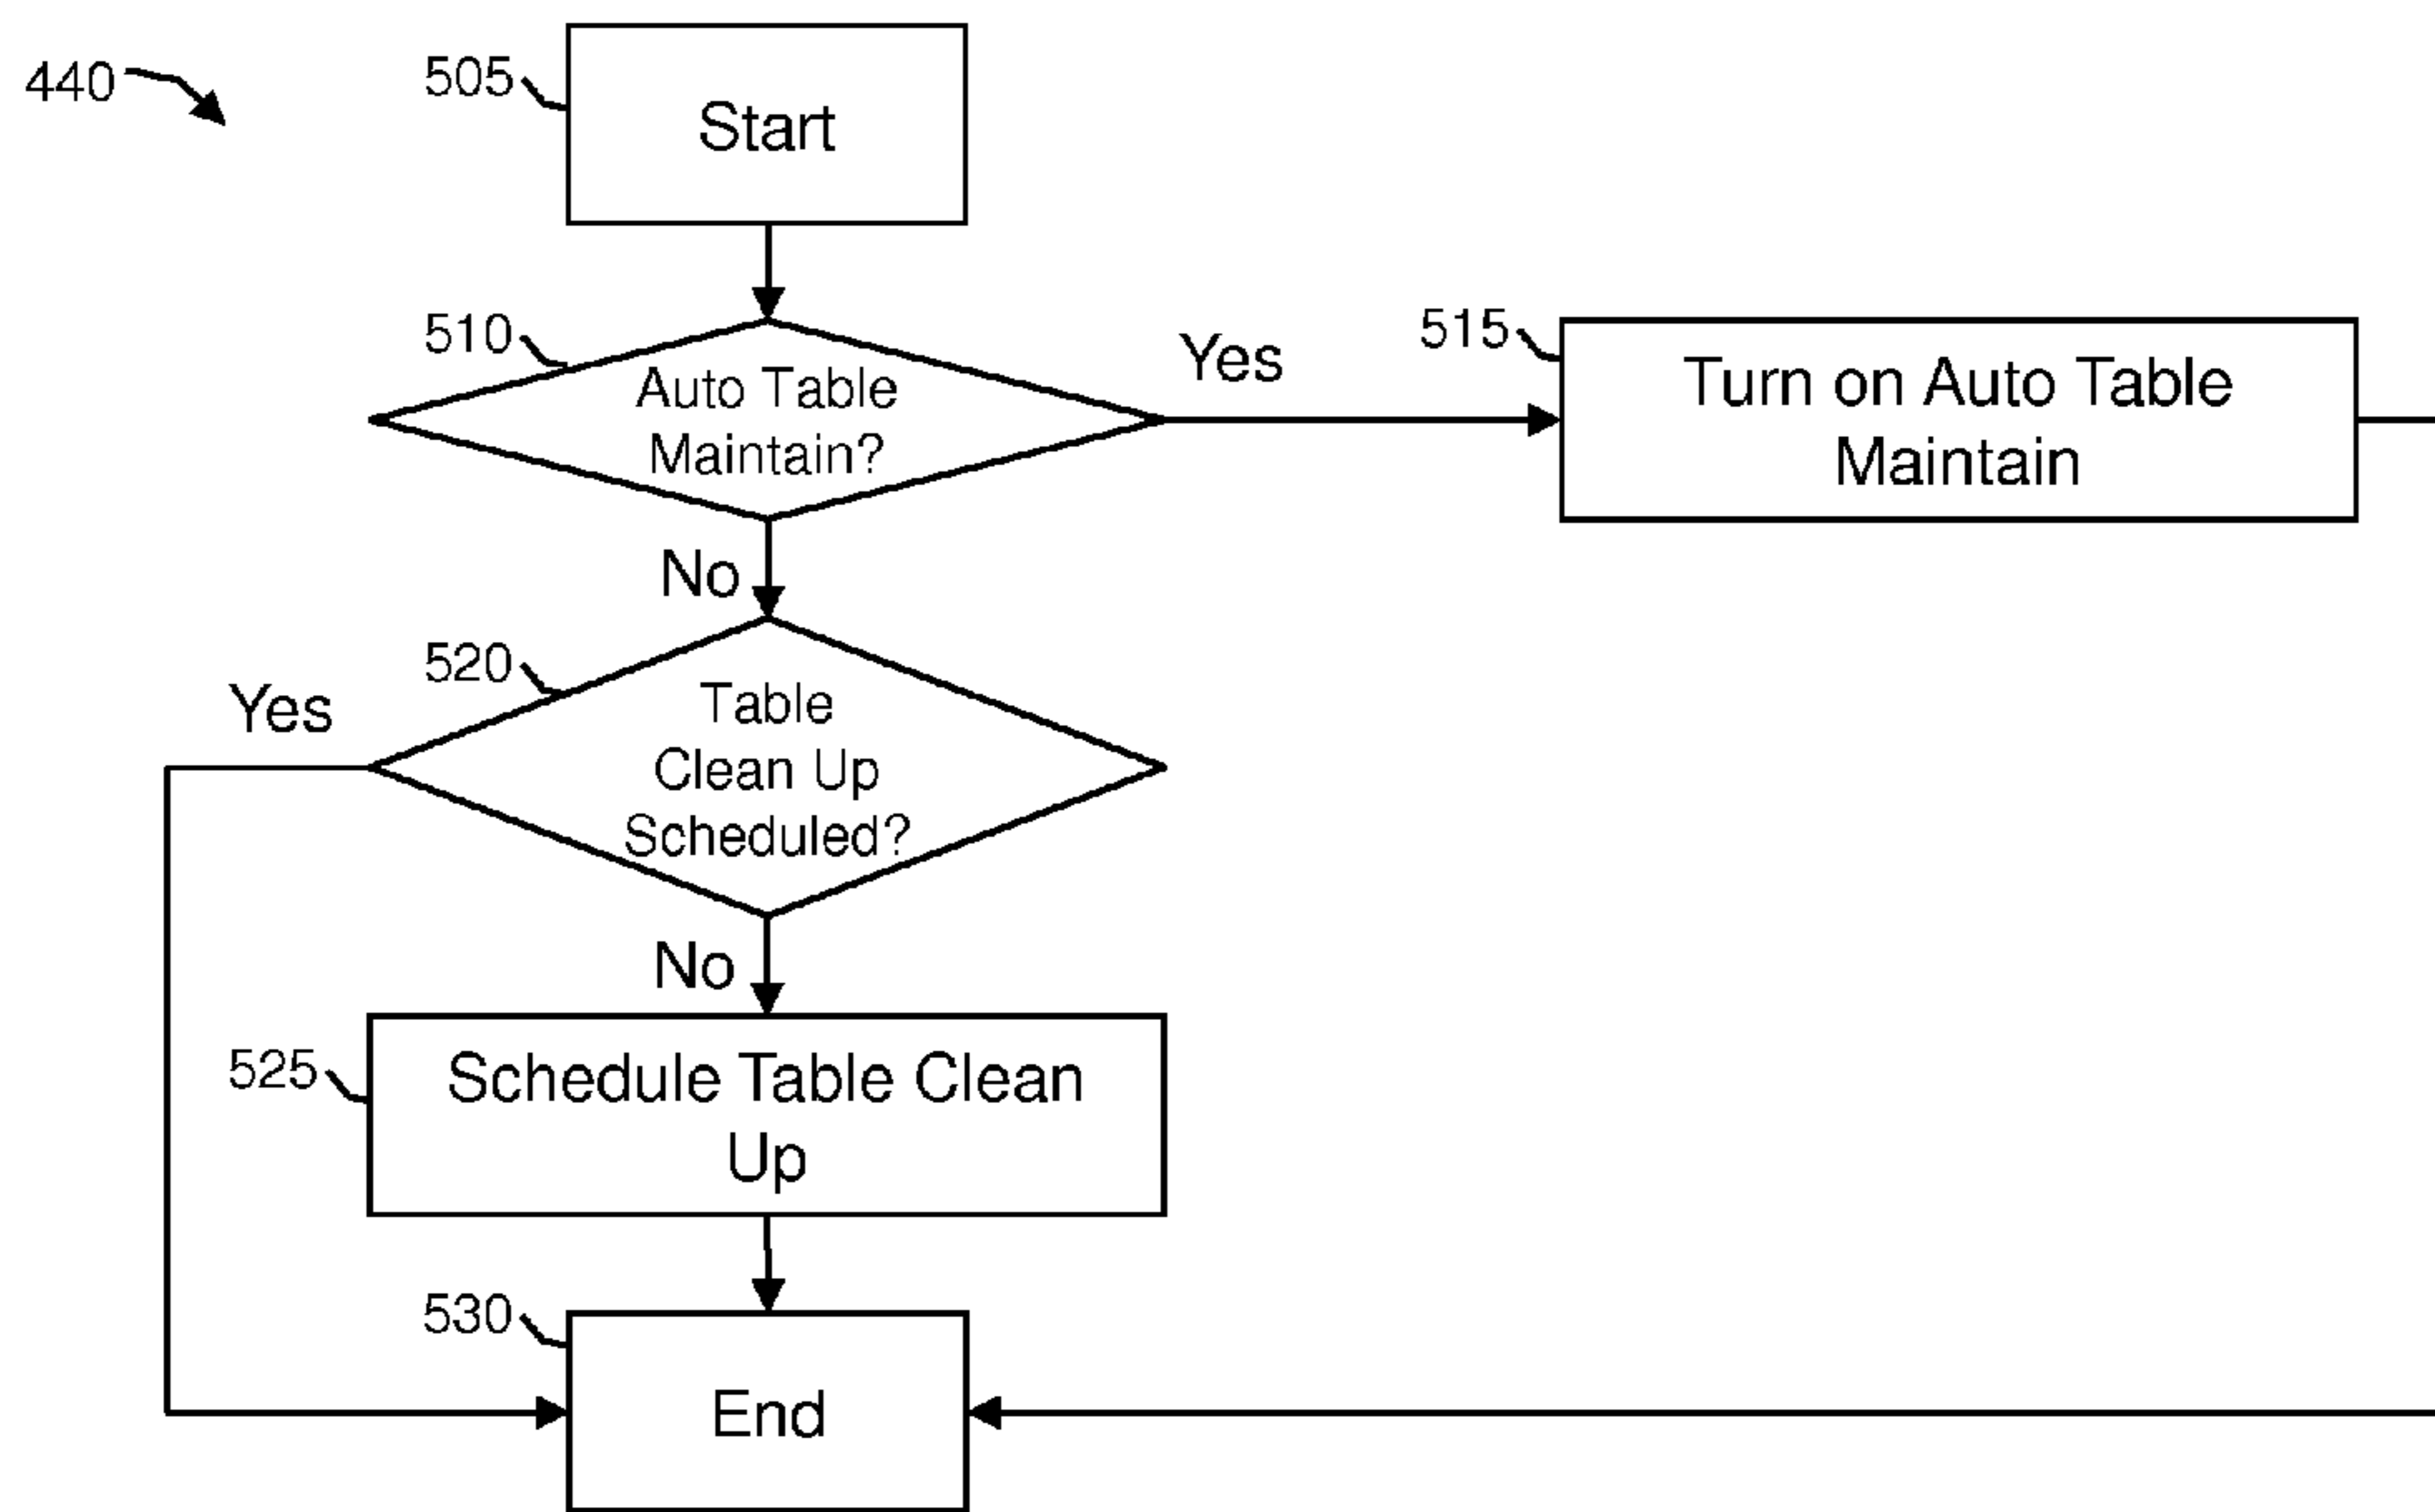 440
505
Start
510
Auto Table
Maintain?
Yes
515
Turn on Auto Table
Maintain
No
520
Yes
Table
Clean Up
Scheduled?
No
525
Schedule Table Clean
Up
530
End